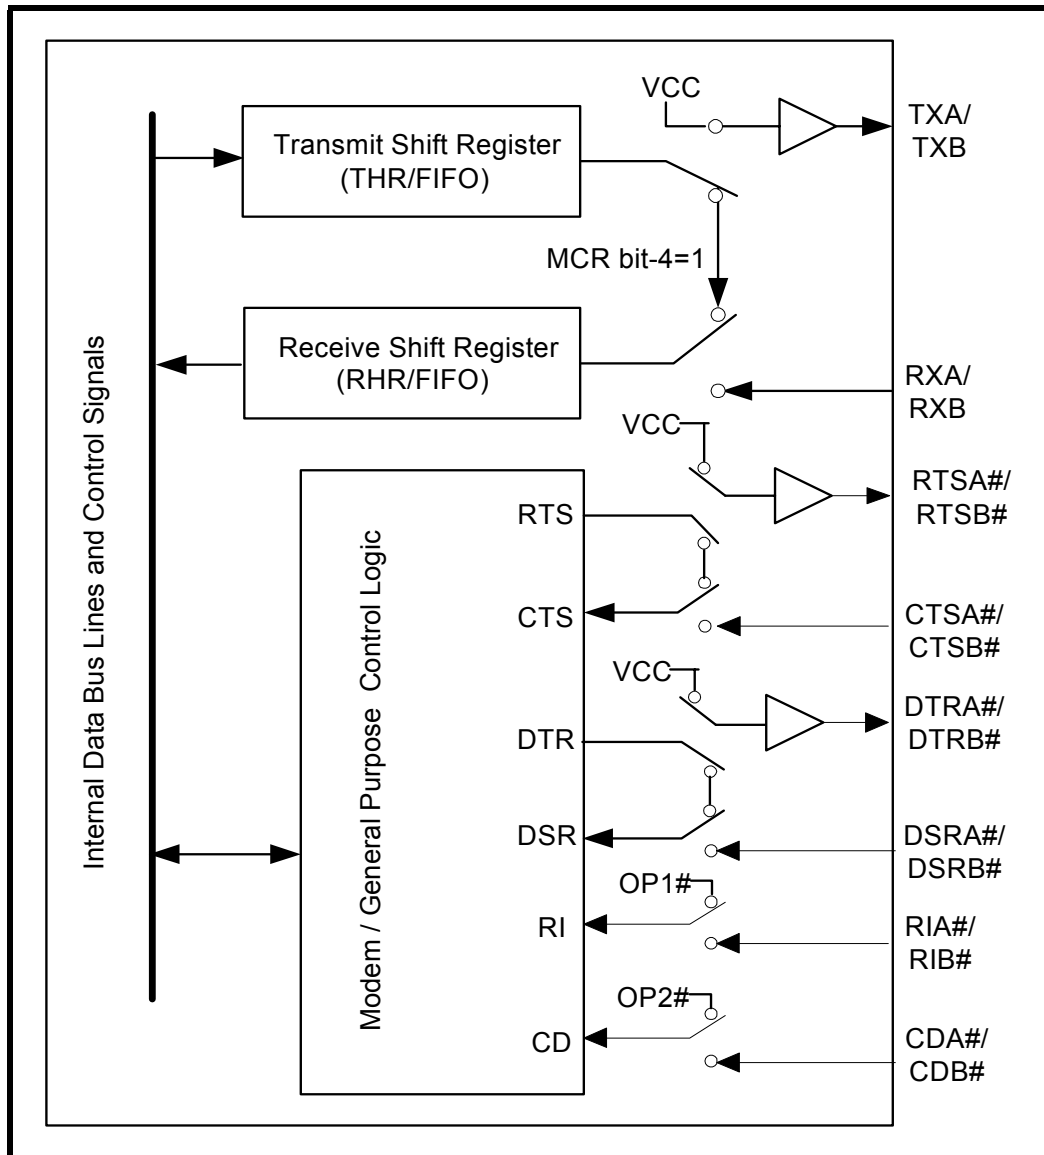 VCC
TXA/
TXB
Transmit Shift Register
(THR/FIFO)
MCR bit-4=1
Receive Shift Register
(RHR/FIFO)
RXA/
RXB
VCC
RTSA#/
RTSB#
Internal Data Bus Lines and Control Signals
Modem / General Purpose Control Logic
RTS
CTS
CTSA#/
CTSB#
VCC
DTRA#/
DTRB#
DTR
DSR
DSRA#/
DSRB#
OP1#
RI
RIA#/
RIB#
OP2#
CD
CDA#/
CDB#